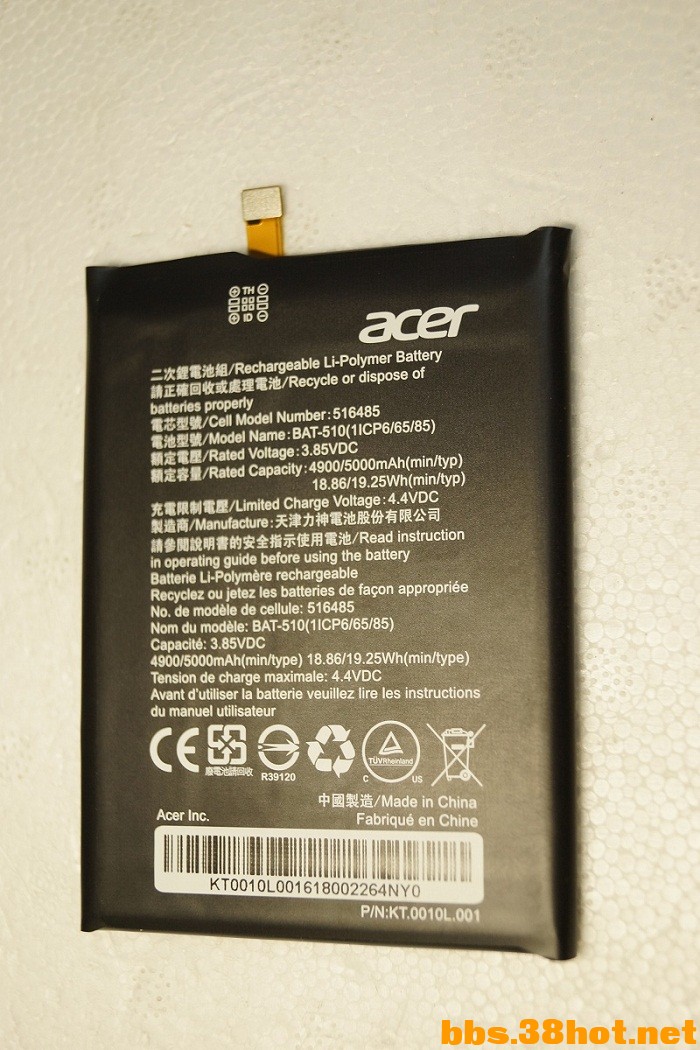 TH
ID
acer
二次鋰電池組/Rechargeable Li-Polymer Battery
請正確回收或處理電池/Recycle or dispose of
batteries properly
電芯型號/Cell Model Number:516485
電池型號/Model Name:BAT-510(1ICP6/65/85)
額定電壓/Rated Voltage:3.85VDC
額定容量/Rated Capacity:4900/5000mAh(min/typ)
18.86/19.25Wh(min/typ)
充電限制電壓/Limited Charge Voltage:4.4VDC
製造商/Manufacture:天津力神電池股份有限公司
請參閱說明書的安全指示使用電池/Read instruction
in operating guide before using the battery
Batterie Li-Polymère rechargeable
Recyclez ou jetez les batteries de façon appropriée
No. de modèle de cellule: 516485
Nom du modèle: BAT-510(1ICP6/65/85)
Capacité: 3.85VDC
4900/5000mAh(min/type) 18.86/19.25Wh(min/type)
Tension de charge maximale: 4.4VDC
Avant d'utiliser la batterie veuillez lire les instructions
du manuel utilisateur
CE
廢電池請回收
R39120
TÜVRheinland
C US
中國製造/Made in China
Fabriqué en Chine
Acer Inc.
KT0010L001618002264NY0
P/N:KT.0010L.001
bbs.38hot.net